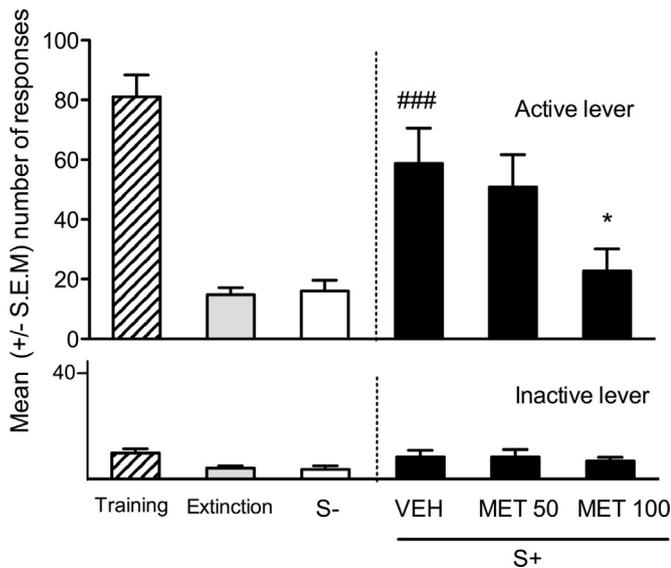 Mean (+/- S.E.M) number of responses
100
80
60
40
20
0
###
Active lever
*
40
Inactive lever
Training Extinction S- VEH MET 50 MET 100
S+